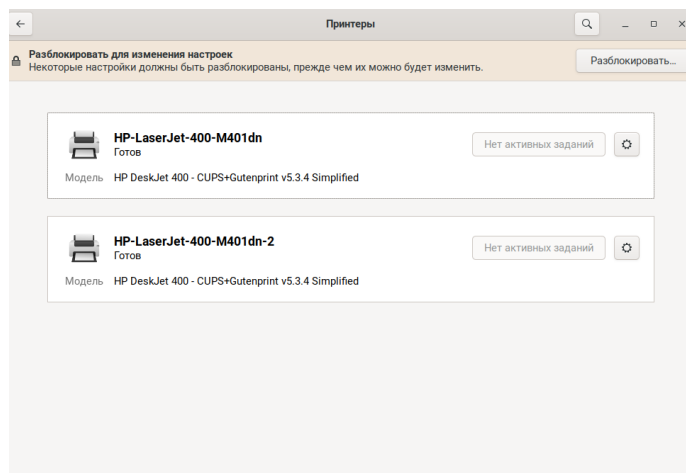 Принтеры
Разблокировать для изменения настроек
Некоторые настройки должны быть разблокированы, прежде чем их можно будет изменить.
Разблокировать...
HP-LaserJet-400-M401dn
Готов
Нет активных заданий
Модель HP DeskJet 400 - CUPS+Gutenprint v5.3.4 Simplified
HP-LaserJet-400-M401dn-2
Готов
Нет активных заданий
Модель HP DeskJet 400 - CUPS+Gutenprint v5.3.4 Simplified